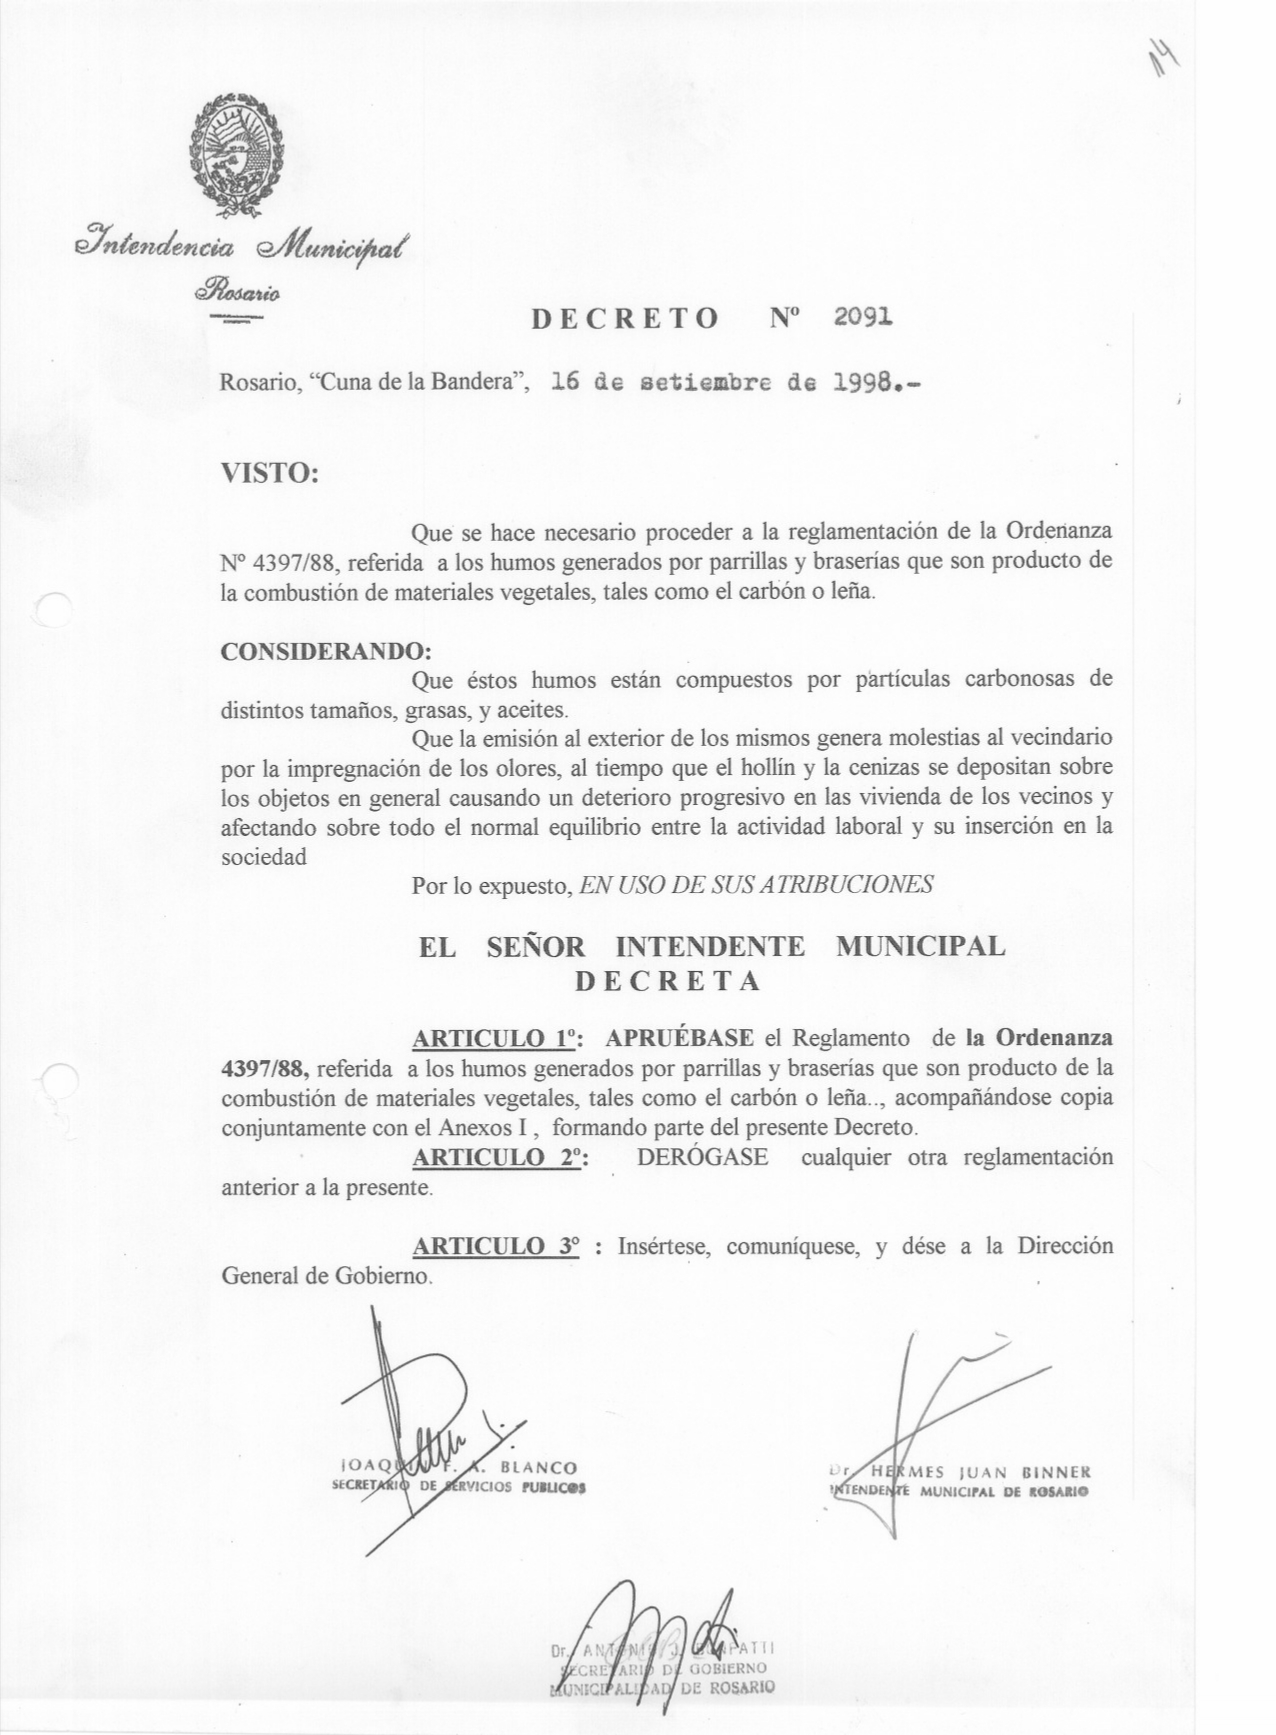 14
Intendencia Municipal
Rosario
DECRETO Nº 2091
Rosario, “Cuna de la Bandera”, 16 de setiembre de 1998.-
VISTO:
Que se hace necesario proceder a la reglamentación de la Ordenanza
Nº 4397/88, referida a los humos generados por parrillas y braserías que son producto de
la combustión de materiales vegetales, tales como el carbón o leña.
CONSIDERANDO:
Que éstos humos están compuestos por partículas carbonosas de
distintos tamaños, grasas, y aceites.
Que la emisión al exterior de los mismos genera molestias al vecindario
por la impregnación de los olores, al tiempo que el hollín y la cenizas se depositan sobre
los objetos en general causando un deterioro progresivo en las vivienda de los vecinos y
afectando sobre todo el normal equilibrio entre la actividad laboral y su inserción en la
sociedad
Por lo expuesto, EN USO DE SUS ATRIBUCIONES
EL SEÑOR INTENDENTE MUNICIPAL
DECRETA
ARTICULO 1º: APRUÉBASE el Reglamento de la Ordenanza
4397/88, referida a los humos generados por parrillas y braserías que son producto de la
combustión de materiales vegetales, tales como el carbón o leña.., acompañándose copia
conjuntamente con el Anexos I , formando parte del presente Decreto.
ARTICULO 2º: DERÓGASE cualquier otra reglamentación
anterior a la presente.
ARTICULO 3º : Insértese, comuníquese, y dése a la Dirección
General de Gobierno.
JOAQUIN F. A. BLANCO
SECRETARIO DE SERVICIOS PUBLICOS
Dr. HERMES JUAN BINNER
INTENDENTE MUNICIPAL DE ROSARIO
Dr. ANTONIO J. BONFATTI
SECRETARIO DE GOBIERNO
MUNICIPALIDAD DE ROSARIO